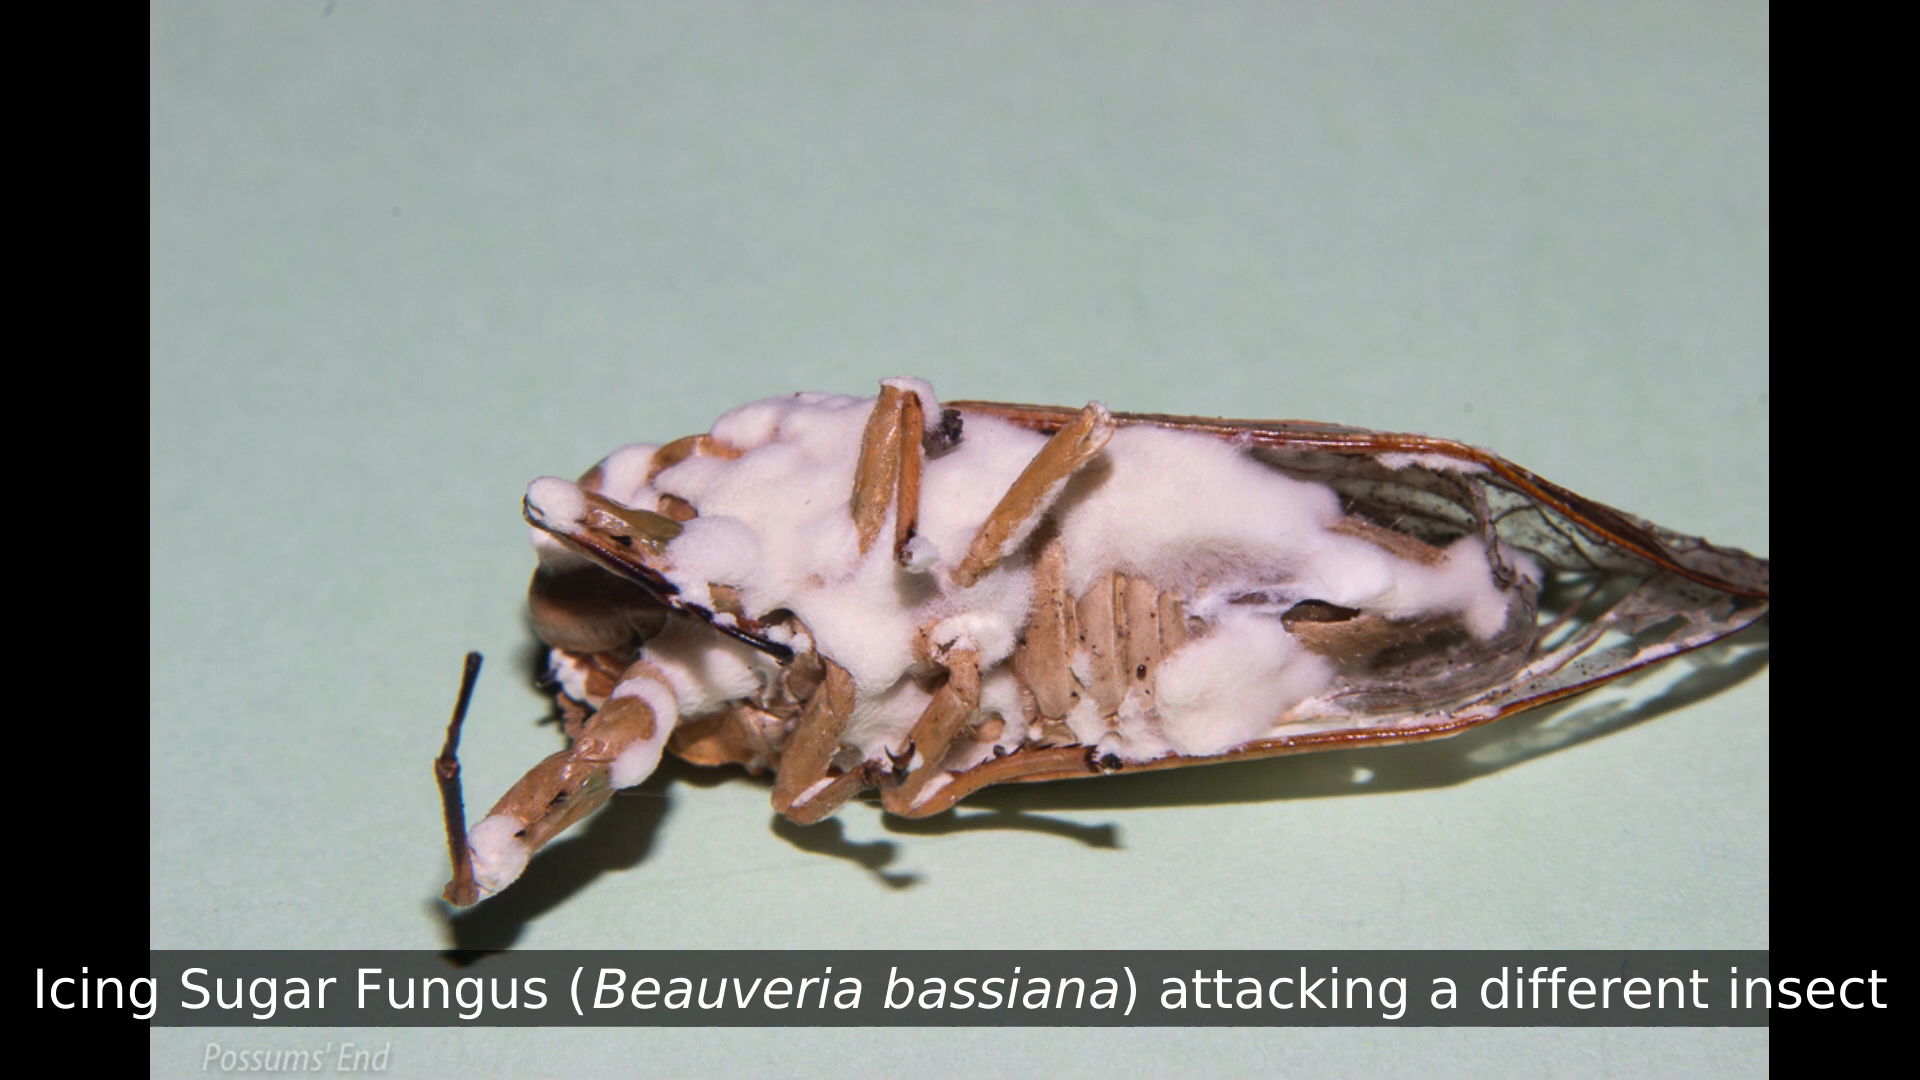 Icing Sugar Fungus (Beauveria bassiana) attacking a different insect
Possums' End